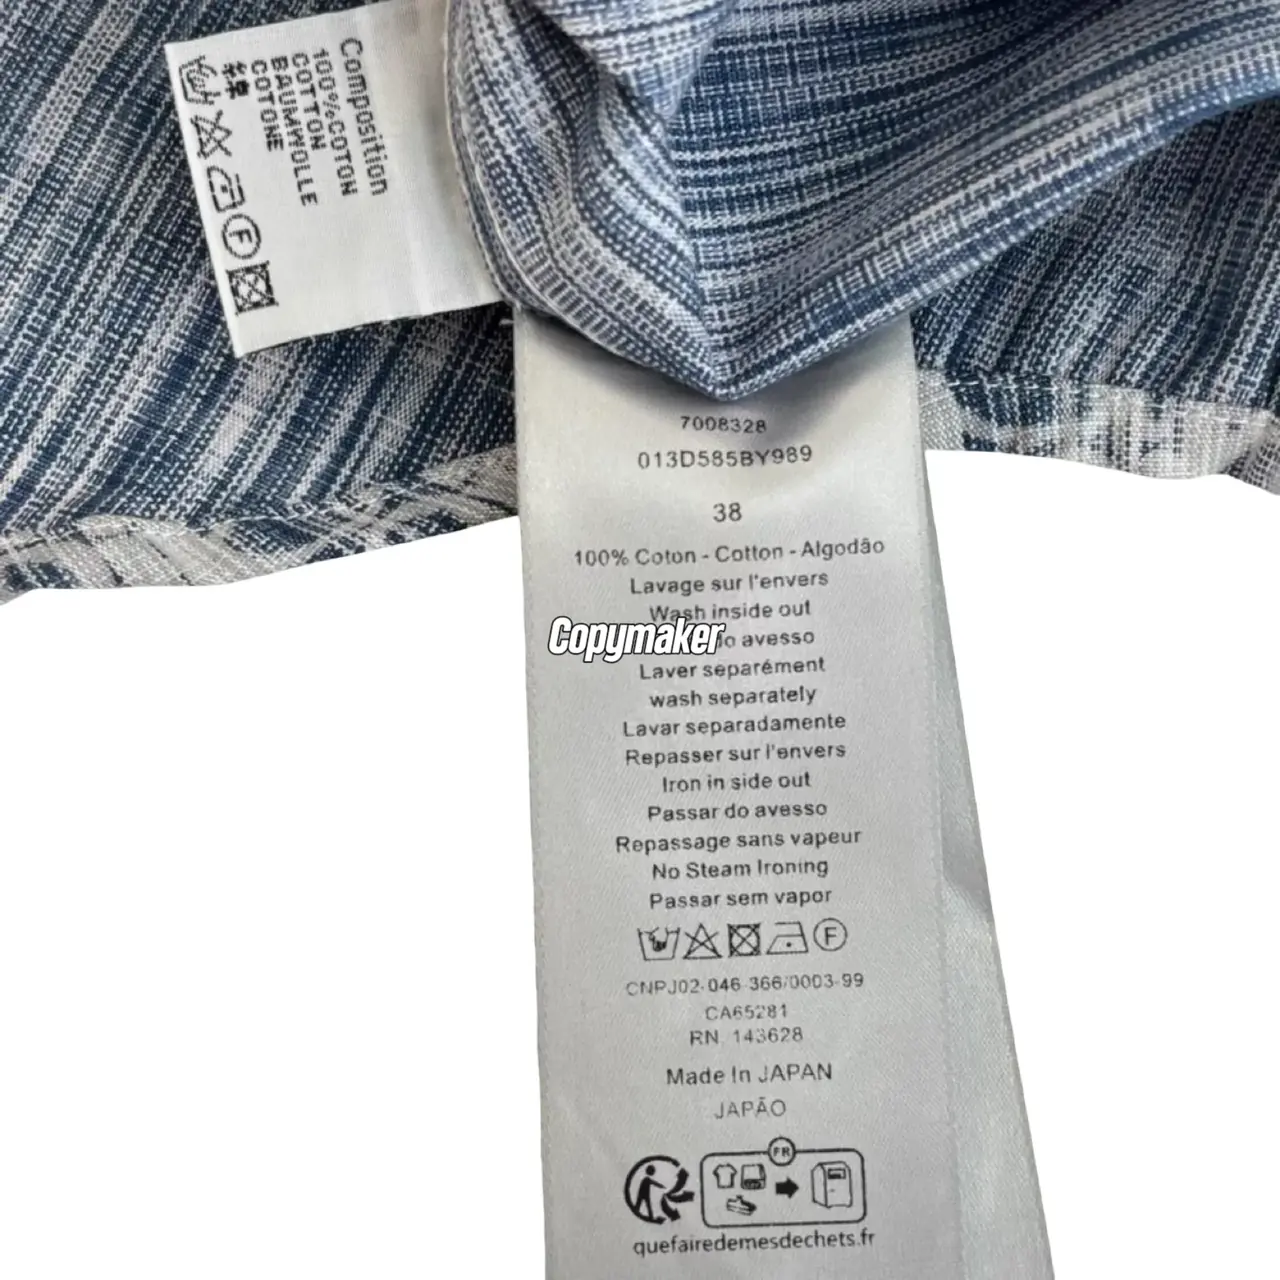 Composition
100%COTON
COTTON
BAUMWOLLE
COTONE
F
7008328
013D585BY989
38
100% Coton - Cotton - Algodão
Lavage sur l'envers
Wash inside out
Copymaker
do avesso
Laver separément
wash separately
Lavar separadamente
Repasser sur l'envers
Iron in side out
Passar do avesso
Repassage sans vapeur
No Steam Ironing
Passar sem vapor
F
CNPJ02-046-366/0003-99
CA65281
RN. 143628
Made In JAPAN
JAPÃO
FR
quefairedemesdechets.fr